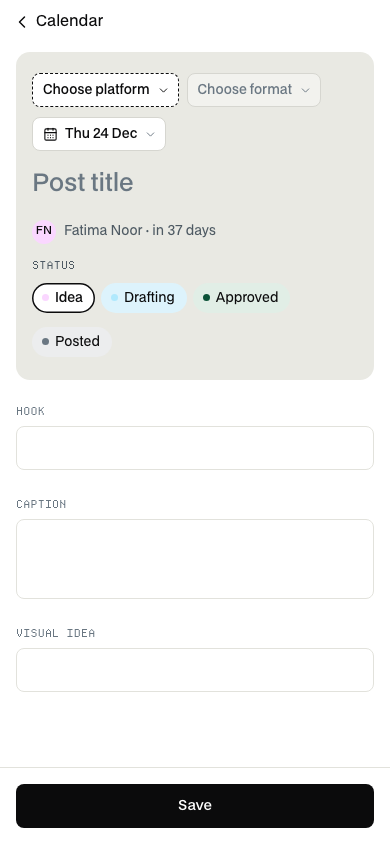 Calendar
Choose platform
Choose format
Thu 24 Dec
Post title
FN Fatima Noor · in 37 days
STATUS
Idea Drafting Approved
Posted
HOOK
CAPTION
VISUAL IDEA
Save